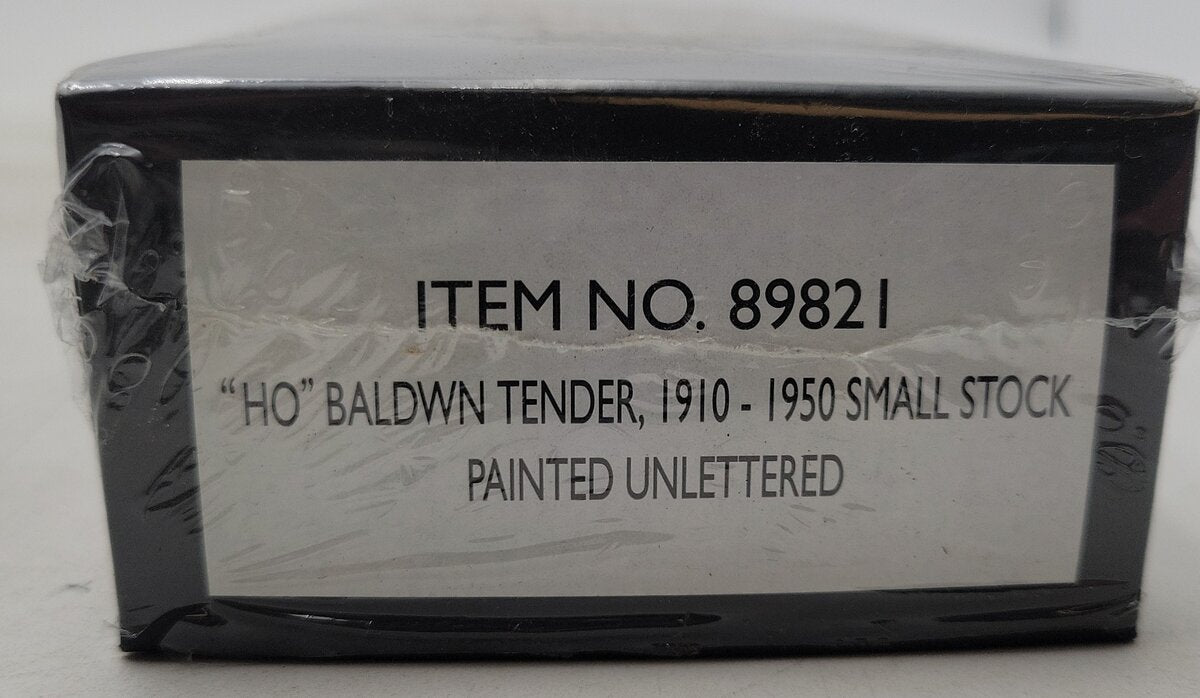 ITEM NO. 89821
“HO” BALDWN TENDER, 1910 - 1950 SMALL STOCK
PAINTED UNLETTERED